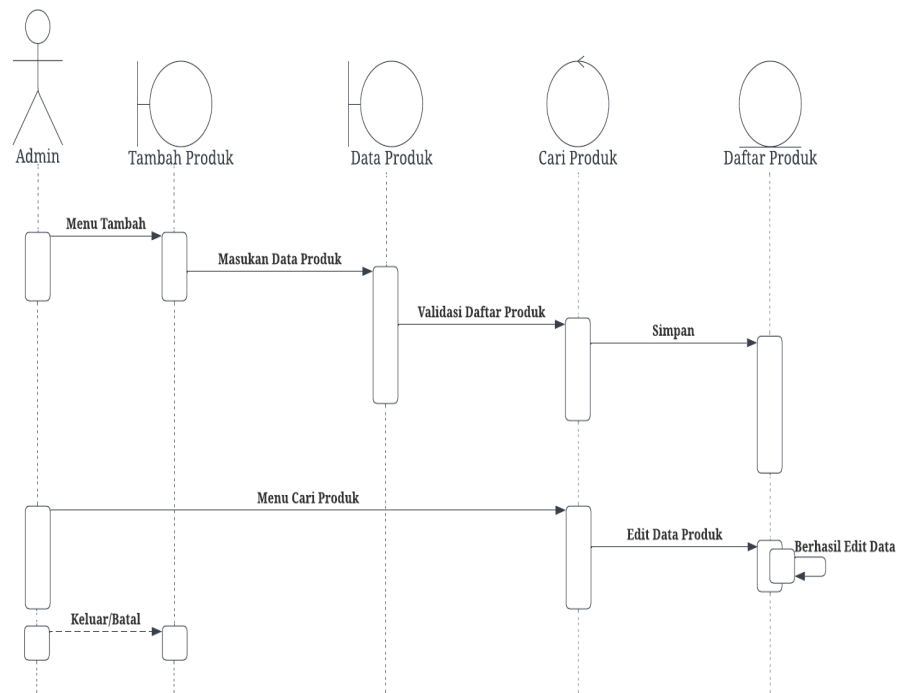 Admin
Tambah Produk
Data Produk
Cari Produk
Daftar Produk
Menu Tambah
Masukan Data Produk
Validasi Daftar Produk
Simpan
Menu Cari Produk
Edit Data Produk
Berhasil Edit Data
Keluar/Batal